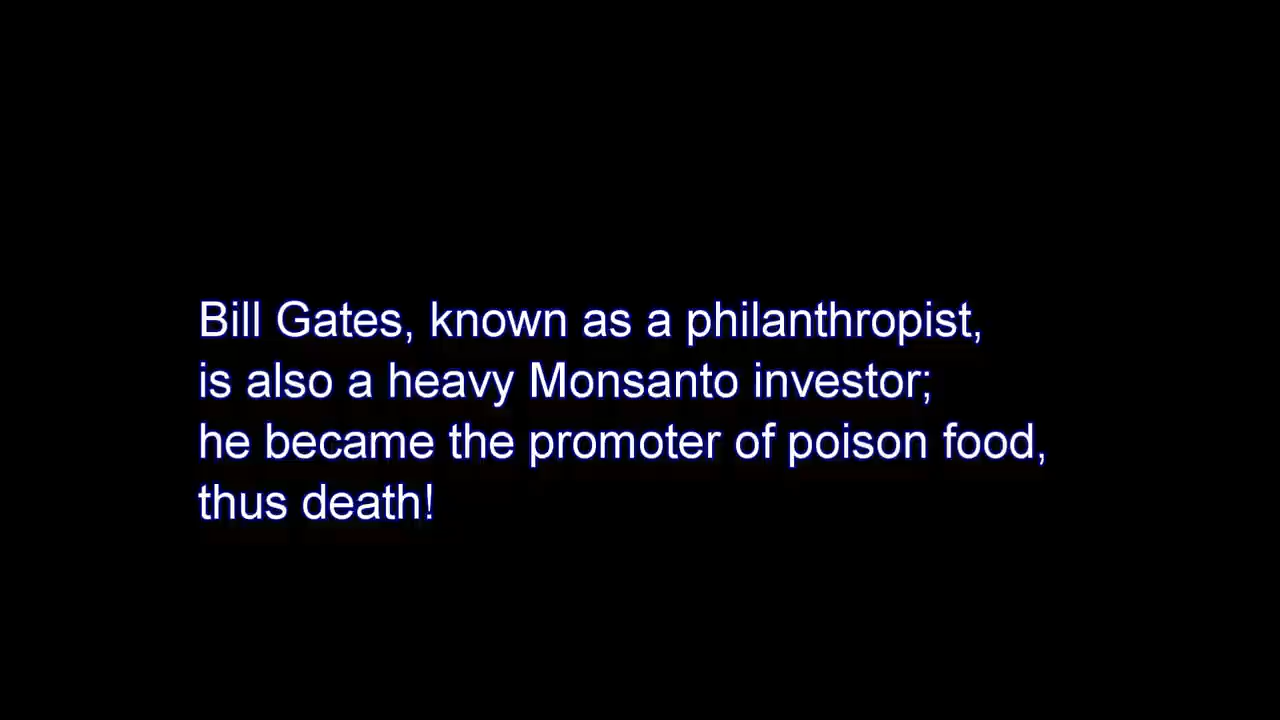 Bill Gates, known as a philanthropist,
is also a heavy Monsanto investor;
he became the promoter of poison food,
thus death!